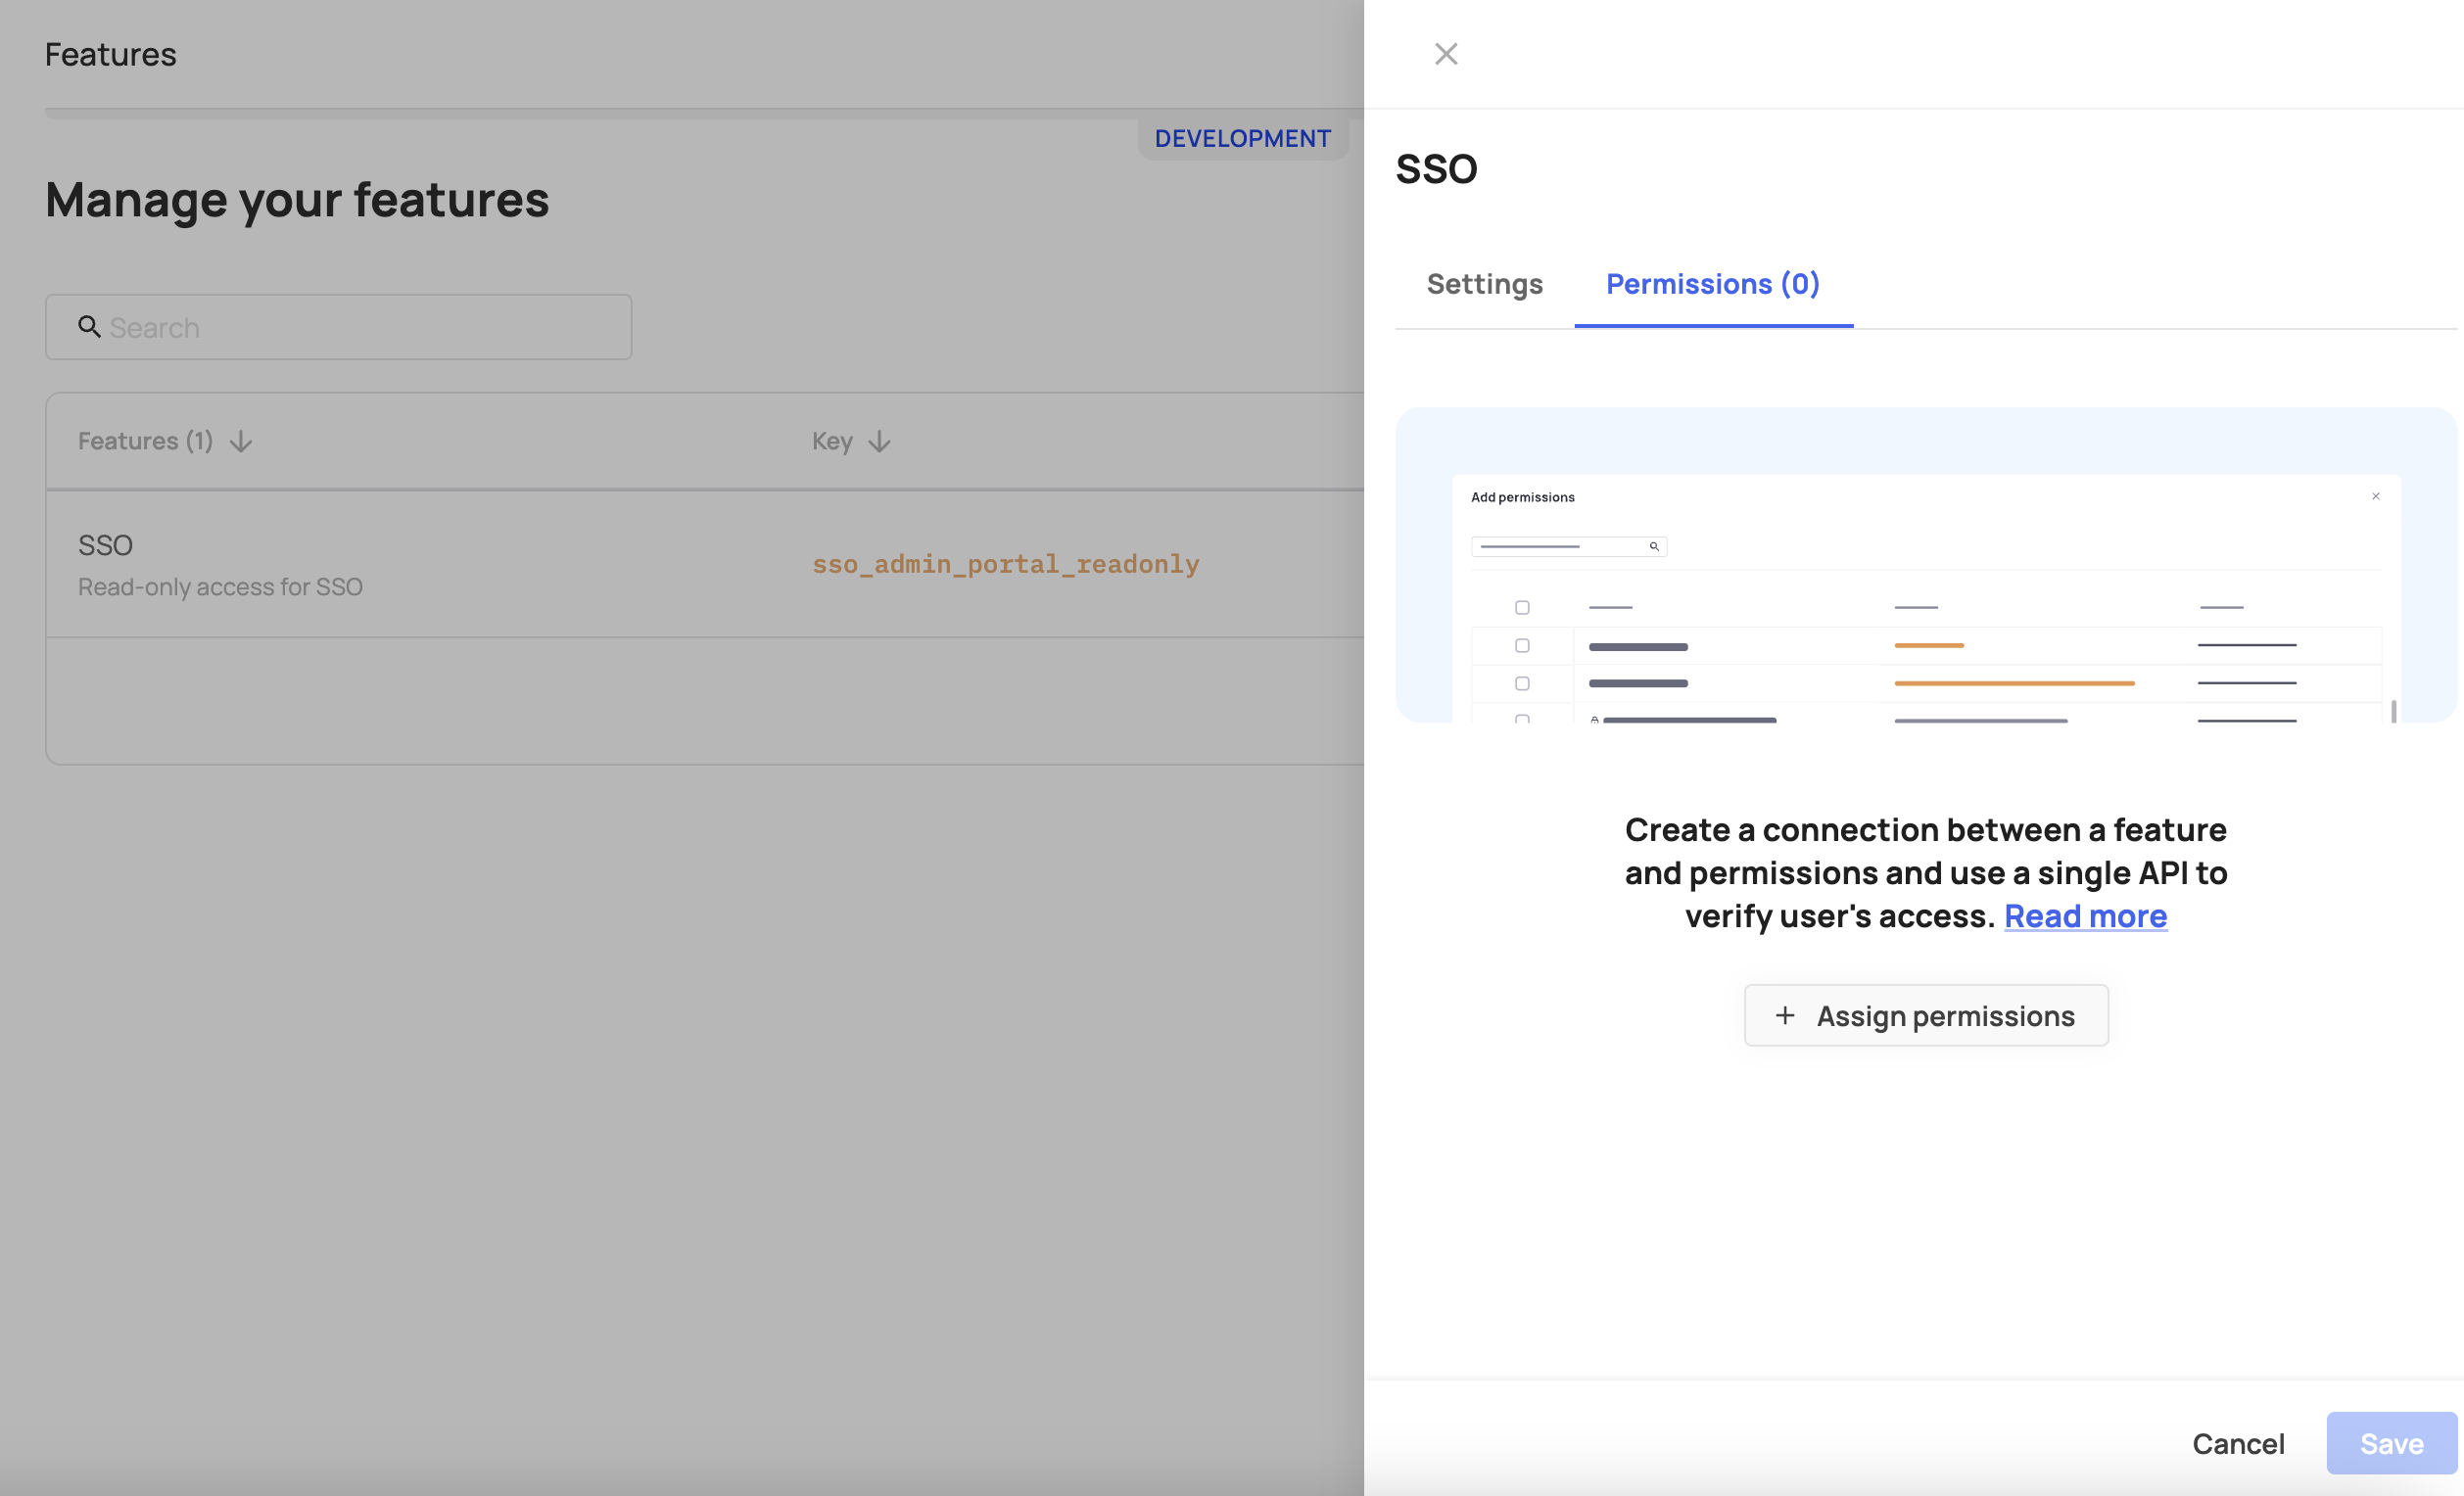 Features
DEVELOPMENT
Manage your features
Search
Features (1)
Key
SSO
Read-only access for SSO
sso_admin_portal_readonly
SSO
Settings
Permissions (0)
Add permissions
Create a connection between a feature
and permissions and use a single API to
verify user's access. Read more
+ Assign permissions
Cancel
Save